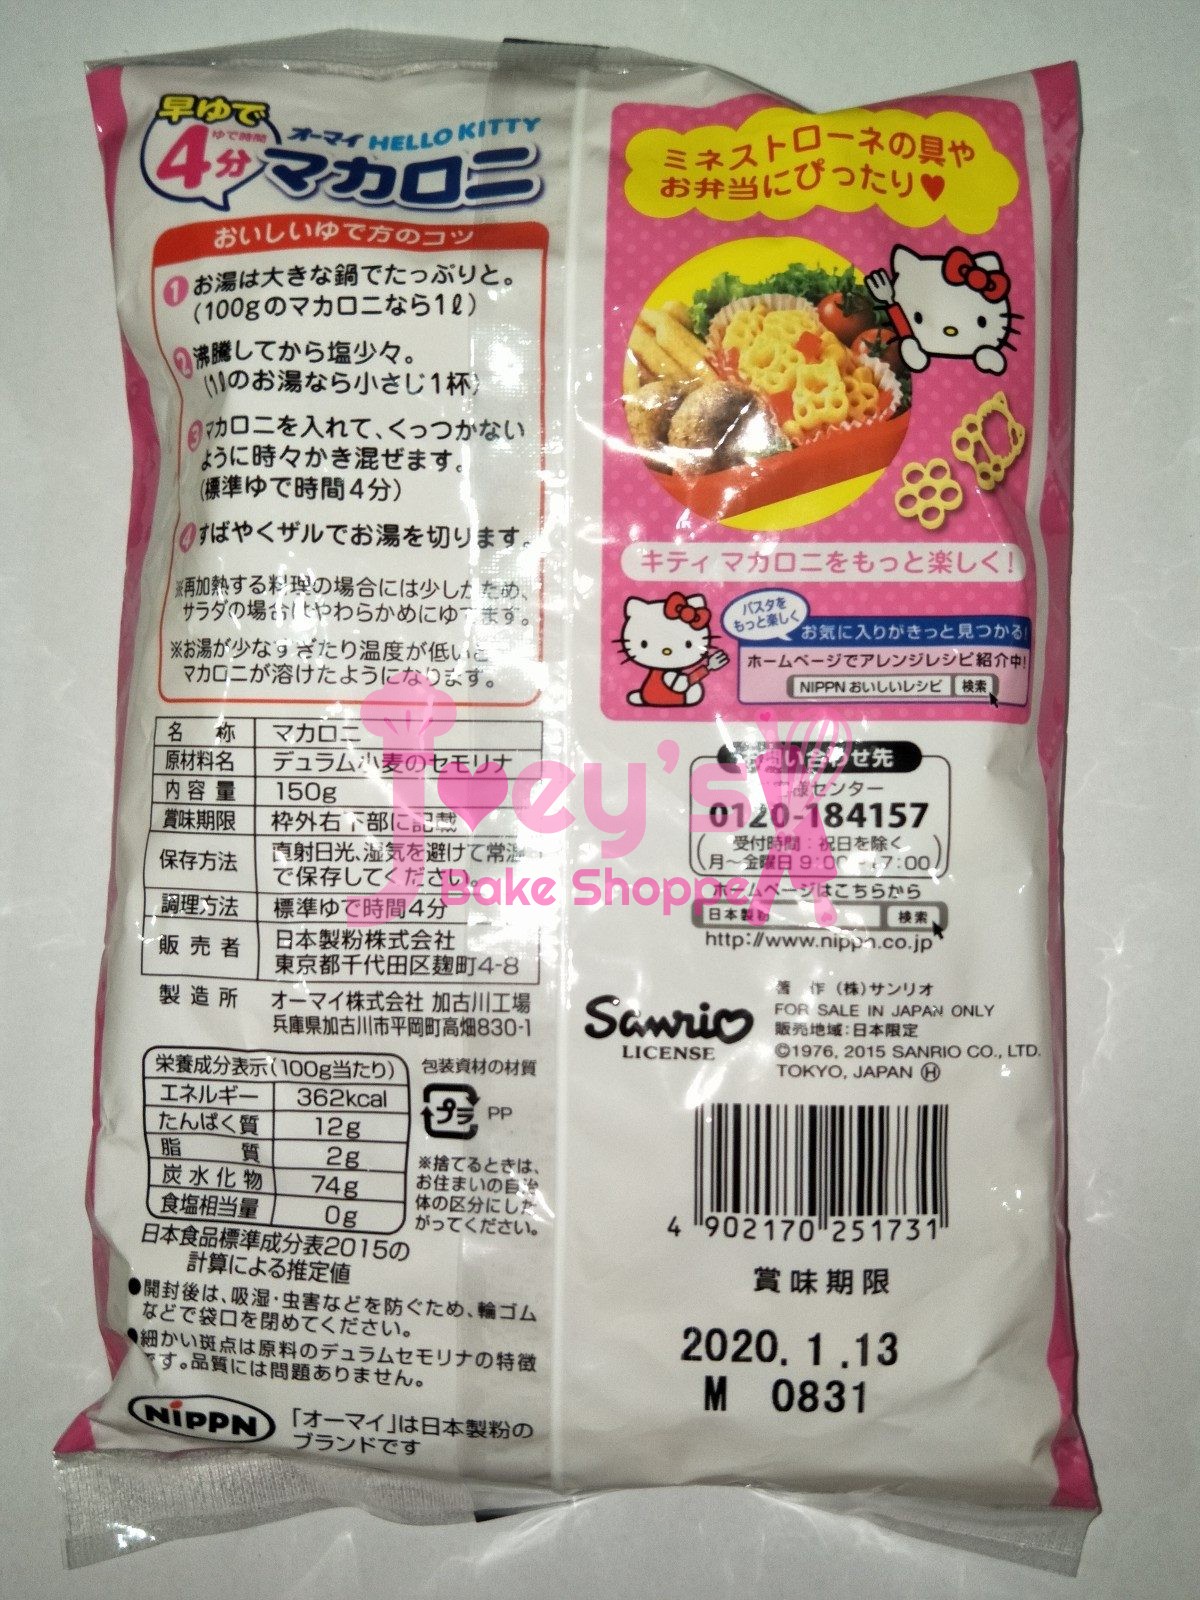 早ゆで
ゆで時間
4分
オーマイ HELLO KITTY
マカロニ
おいしいゆで方のコツ
1 お湯は大きな鍋でたっぷりと。
(100gのマカロニなら1ℓ)
2 沸騰してから塩少々。
(1ℓのお湯なら小さじ1杯)
3 マカロニを入れて、くっつかない
ように時々かき混ぜます。
(標準ゆで時間4分)
4 すばやくザルでお湯を切ります。
※再加熱する料理の場合には少しかため、
サラダの場合はやわらかめにゆでます。
※お湯が少なすぎたり温度が低いと
マカロニが溶けたようになります。
名称 マカロニ
原材料名 デュラム小麦のセモリナ
内容量 150g
賞味期限 枠外右下部に記載
保存方法 直射日光、湿気を避けて常温
で保存してください。
調理方法 標準ゆで時間4分
販売者 日本製粉株式会社
東京都千代田区麹町4-8
製造所 オーマイ株式会社 加古川工場
兵庫県加古川市平岡町高畑830-1
栄養成分表示(100g当たり)
エネルギー 362kcal
たんぱく質 12g
脂質 2g
炭水化物 74g
食塩相当量 0g
日本食品標準成分表2015の
計算による推定値
包装資材の材質
プラ PP
※捨てるときは、
お住まいの自治
体の区分にした
がってください。
●開封後は、吸湿・虫害などを防ぐため、輪ゴム
などで袋口を閉めてください。
●細かい斑点は原料のデュラムセモリナの特徴
です。品質には問題ありません。
NIPPN
「オーマイ」は日本製粉の
ブランドです
ミネストローネの具や
お弁当にぴったり♥
キティ マカロニをもっと楽しく!
パスタを
もっと楽しく
お気に入りがきっと見つかる!
ホームページでアレンジレシピ紹介中!
NIPPN おいしいレシピ 検索
お問い合わせ先
お客様センター
0120-184157
受付時間:祝日を除く
月〜金曜日 9:00〜17:00
ホームページはこちらから
日本製粉 検索
http://www.nippn.co.jp
Sanrio
LICENSE
著作 (株)サンリオ
FOR SALE IN JAPAN ONLY
販売地域:日本限定
©1976, 2015 SANRIO CO., LTD.
TOKYO, JAPAN Ⓗ
4 902170 251731
賞味期限
2020.1.13
M 0831
Joey's
Bake Shoppe